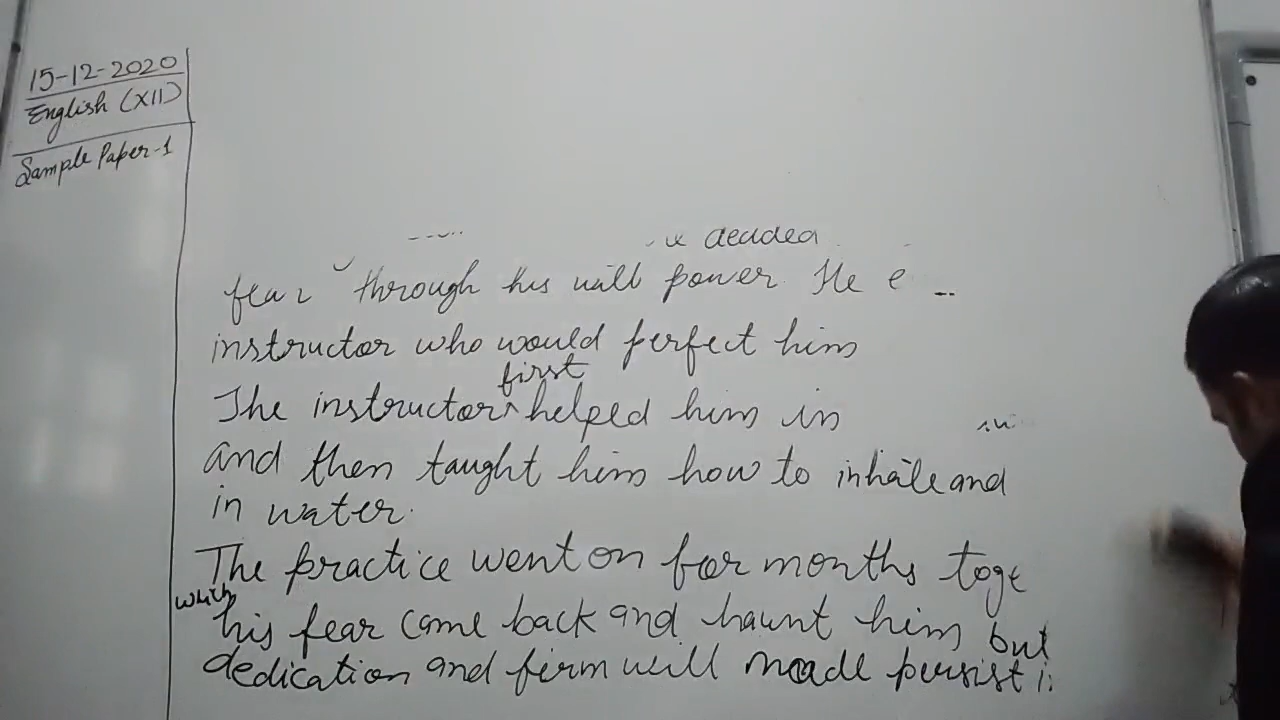 15-12-2020
English (XII)
Sample Paper-1
decided
fear through his will power. He
instructor who would perfect him
first
The instructor^ helped him in
and then taught him how to inhale and
in water.
The practice went on for months toge
which
his fear come back and haunt him but
dedication and firm will made persist i